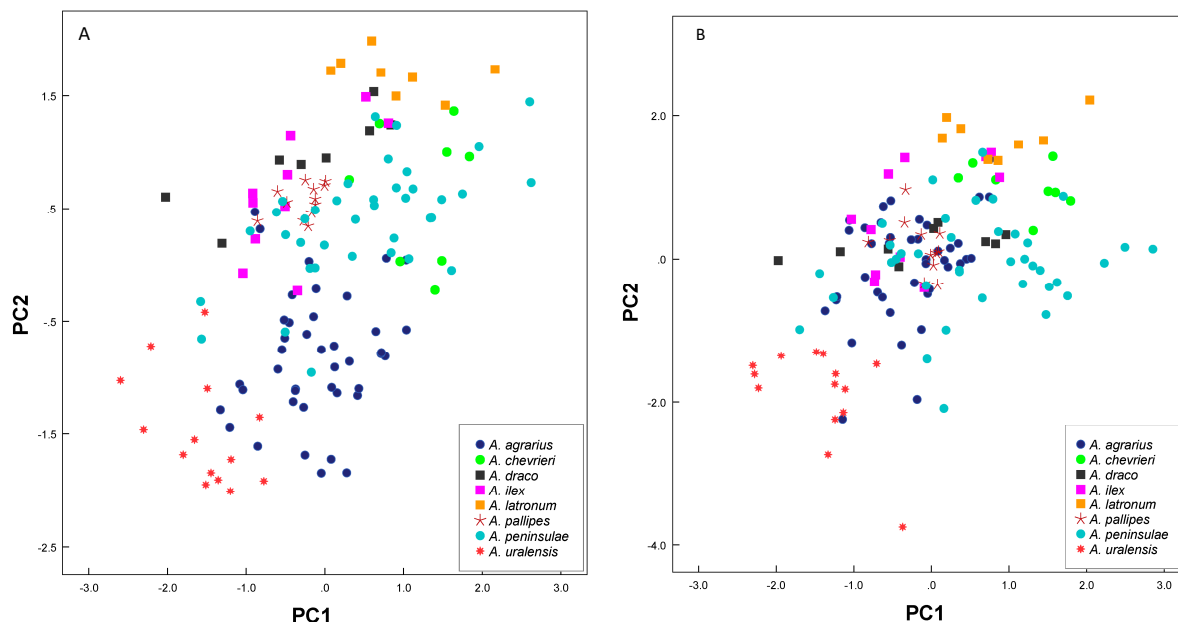 A
1.5
.5
-.5
-1.5
-2.5
PC2
-3.0
-2.0
-1.0
.0
1.0
2.0
3.0
PC1
A. agrarius
A. chevrieri
A. draco
A. ilex
A. latronum
A. pallipes
A. peninsulae
A. uralensis
B
2.0
.0
-2.0
-4.0
PC2
-3.0
-2.0
-1.0
.0
1.0
2.0
3.0
PC1
A. agrarius
A. chevrieri
A. draco
A. ilex
A. latronum
A. pallipes
A. peninsulae
A. uralensis